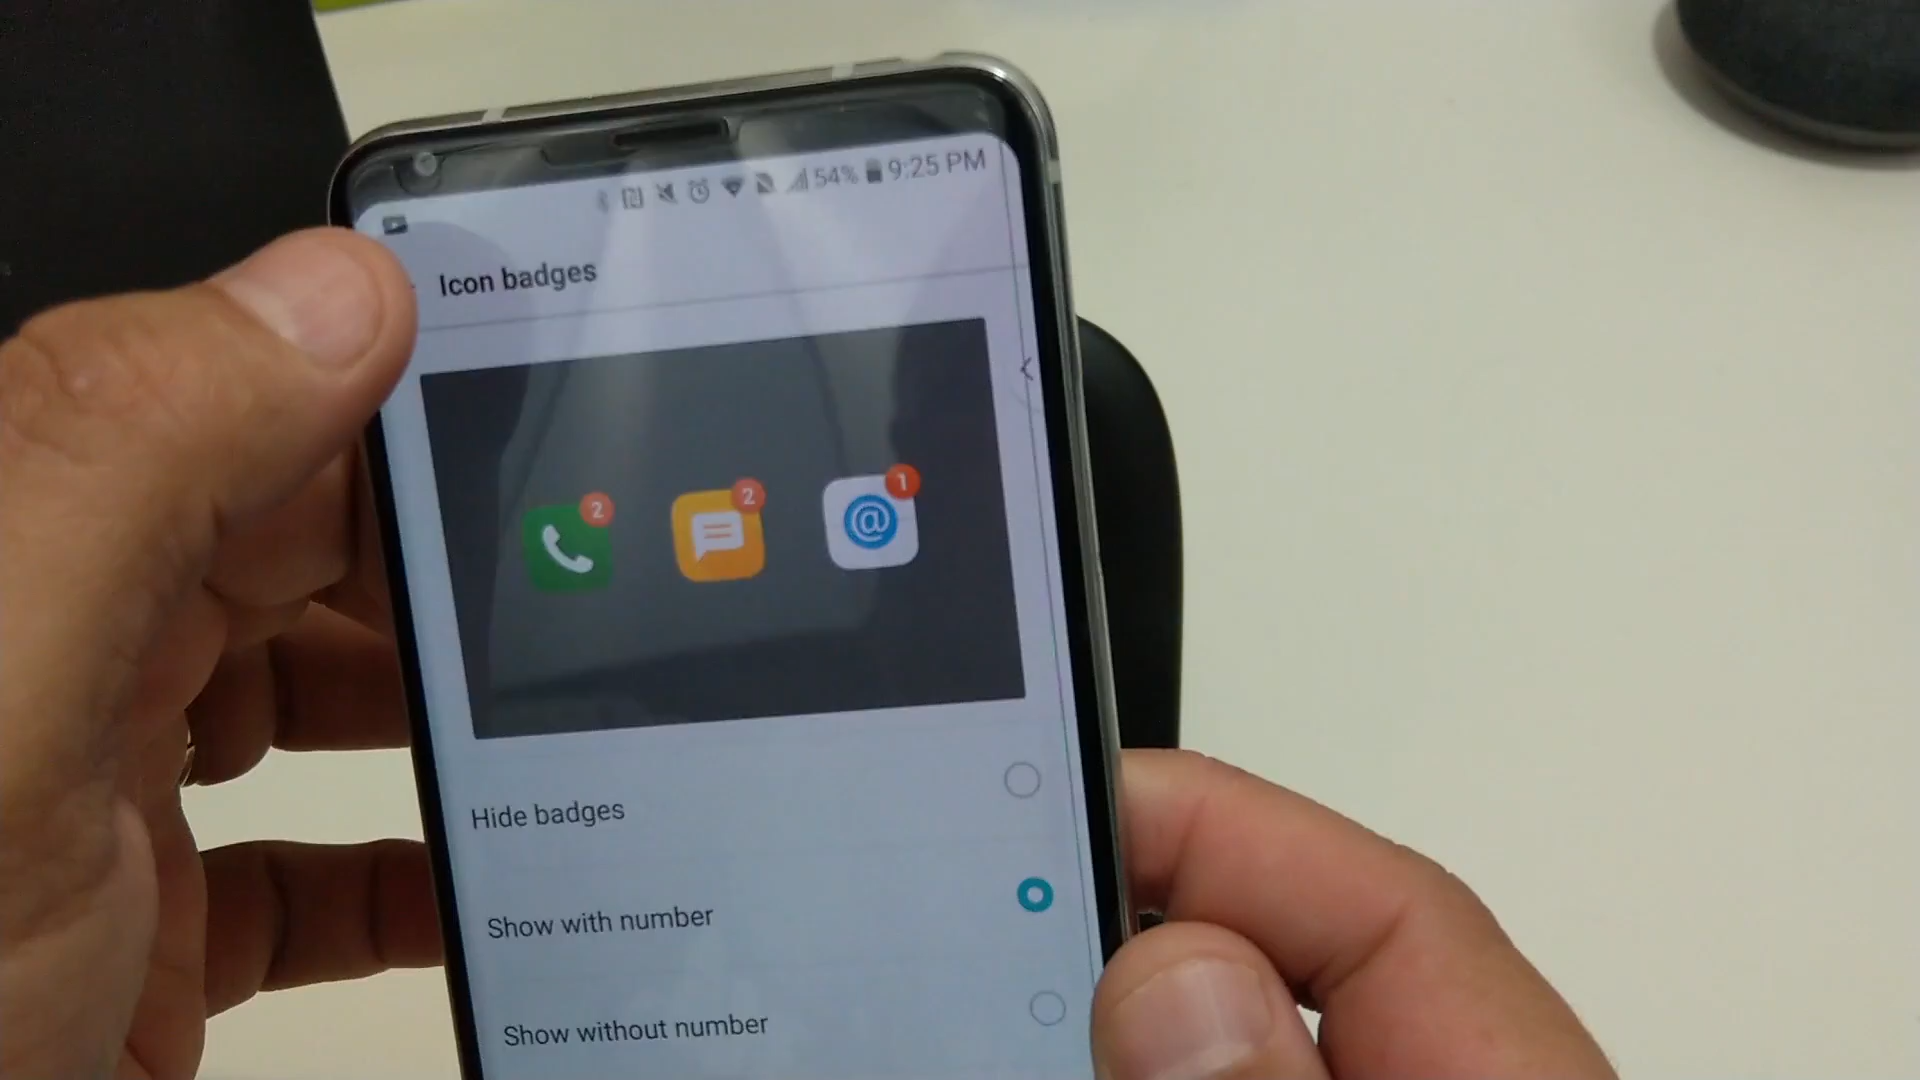 54% 9:25 PM
Icon badges
2 2 1
@
Hide badges
Show with number
Show without number